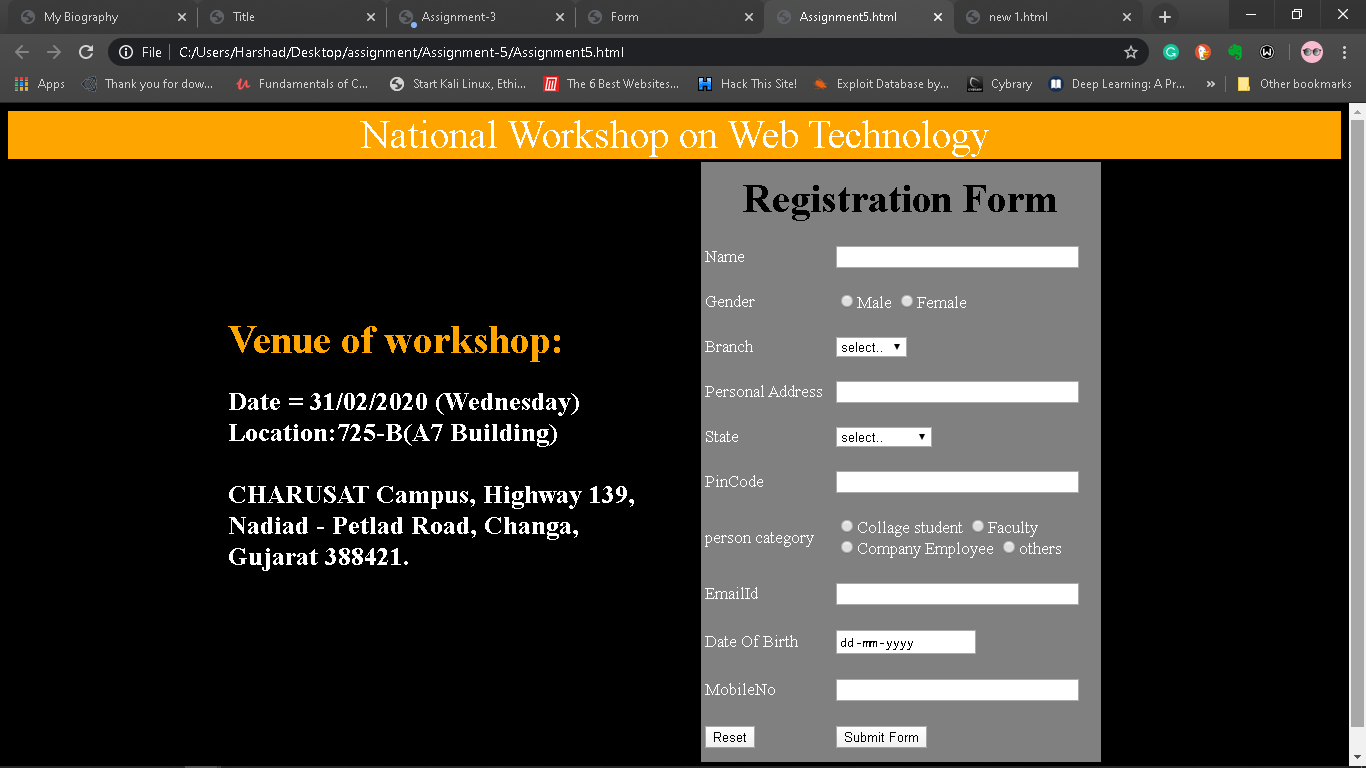 My Biography
Title
Assignment-3
Form
Assignment5.html
new 1.html
File | C:/Users/Harshad/Desktop/assignment/Assignment-5/Assignment5.html
Apps
Thank you for dow...
Fundamentals of C...
Start Kali Linux, Ethi...
The 6 Best Websites...
Hack This Site!
Exploit Database by...
Cybrary
Deep Learning: A Pr...
»
Other bookmarks
National Workshop on Web Technology
Venue of workshop:
Date = 31/02/2020 (Wednesday)
Location:725-B(A7 Building)
CHARUSAT Campus, Highway 139,
Nadiad - Petlad Road, Changa,
Gujarat 388421.
Registration Form
Name
Gender Male Female
Branch select..
Personal Address
State select..
PinCode
person category Collage student Faculty
Company Employee others
EmailId
Date Of Birth dd-mm-yyyy
MobileNo
Reset Submit Form